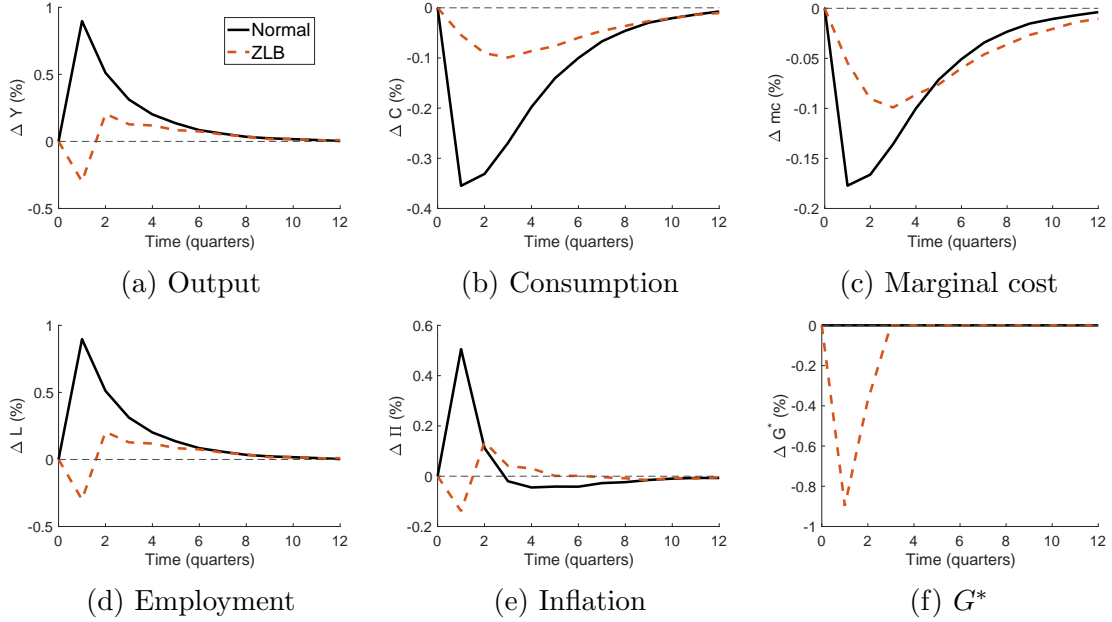 1
0.5
0
-0.5
Δ Y (%)
Normal
ZLB
0 2 4 6 8 10 12
Time (quarters)
(a) Output
0
-0.1
-0.2
-0.3
-0.4
Δ C (%)
0 2 4 6 8 10 12
Time (quarters)
(b) Consumption
0
-0.05
-0.1
-0.15
-0.2
Δ mc (%)
0 2 4 6 8 10 12
Time (quarters)
(c) Marginal cost
1
0.5
0
-0.5
Δ L (%)
0 2 4 6 8 10 12
Time (quarters)
(d) Employment
0.6
0.4
0.2
0
0.2
Δ Π (%)
0 2 4 6 8 10 12
Time (quarters)
(e) Inflation
0
-0.2
-0.4
-0.6
-0.8
-1
Δ G* (%)
0 2 4 6 8 10 12
Time (quarters)
(f) G*